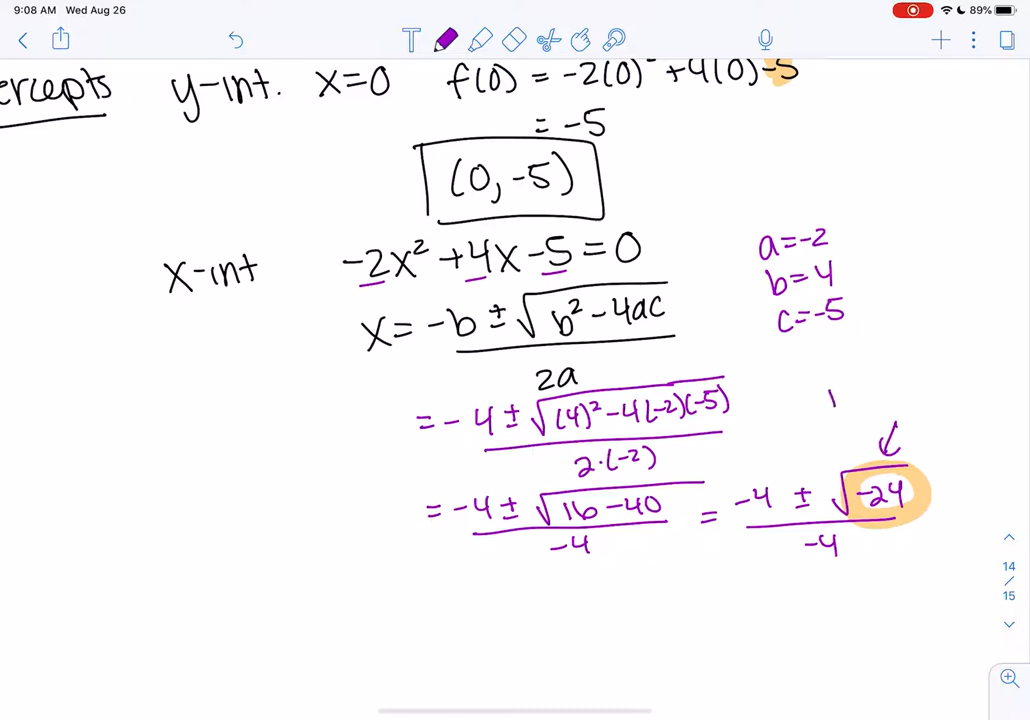 9:08 AM Wed Aug 26
89%
ercepts y-int. x=0 f(0) = -2(0)² +4(0)-5
= -5
(0, -5)
x-int -2x² +4x -5 = 0
a=-2
b=4
c=-5
x= -b ± √b² - 4ac
2a
= -4 ± √(4)² -4(-2)(-5)
2·(-2)
= -4 ± √16 -40 = -4 ± √-24
-4 -4
14
/
15